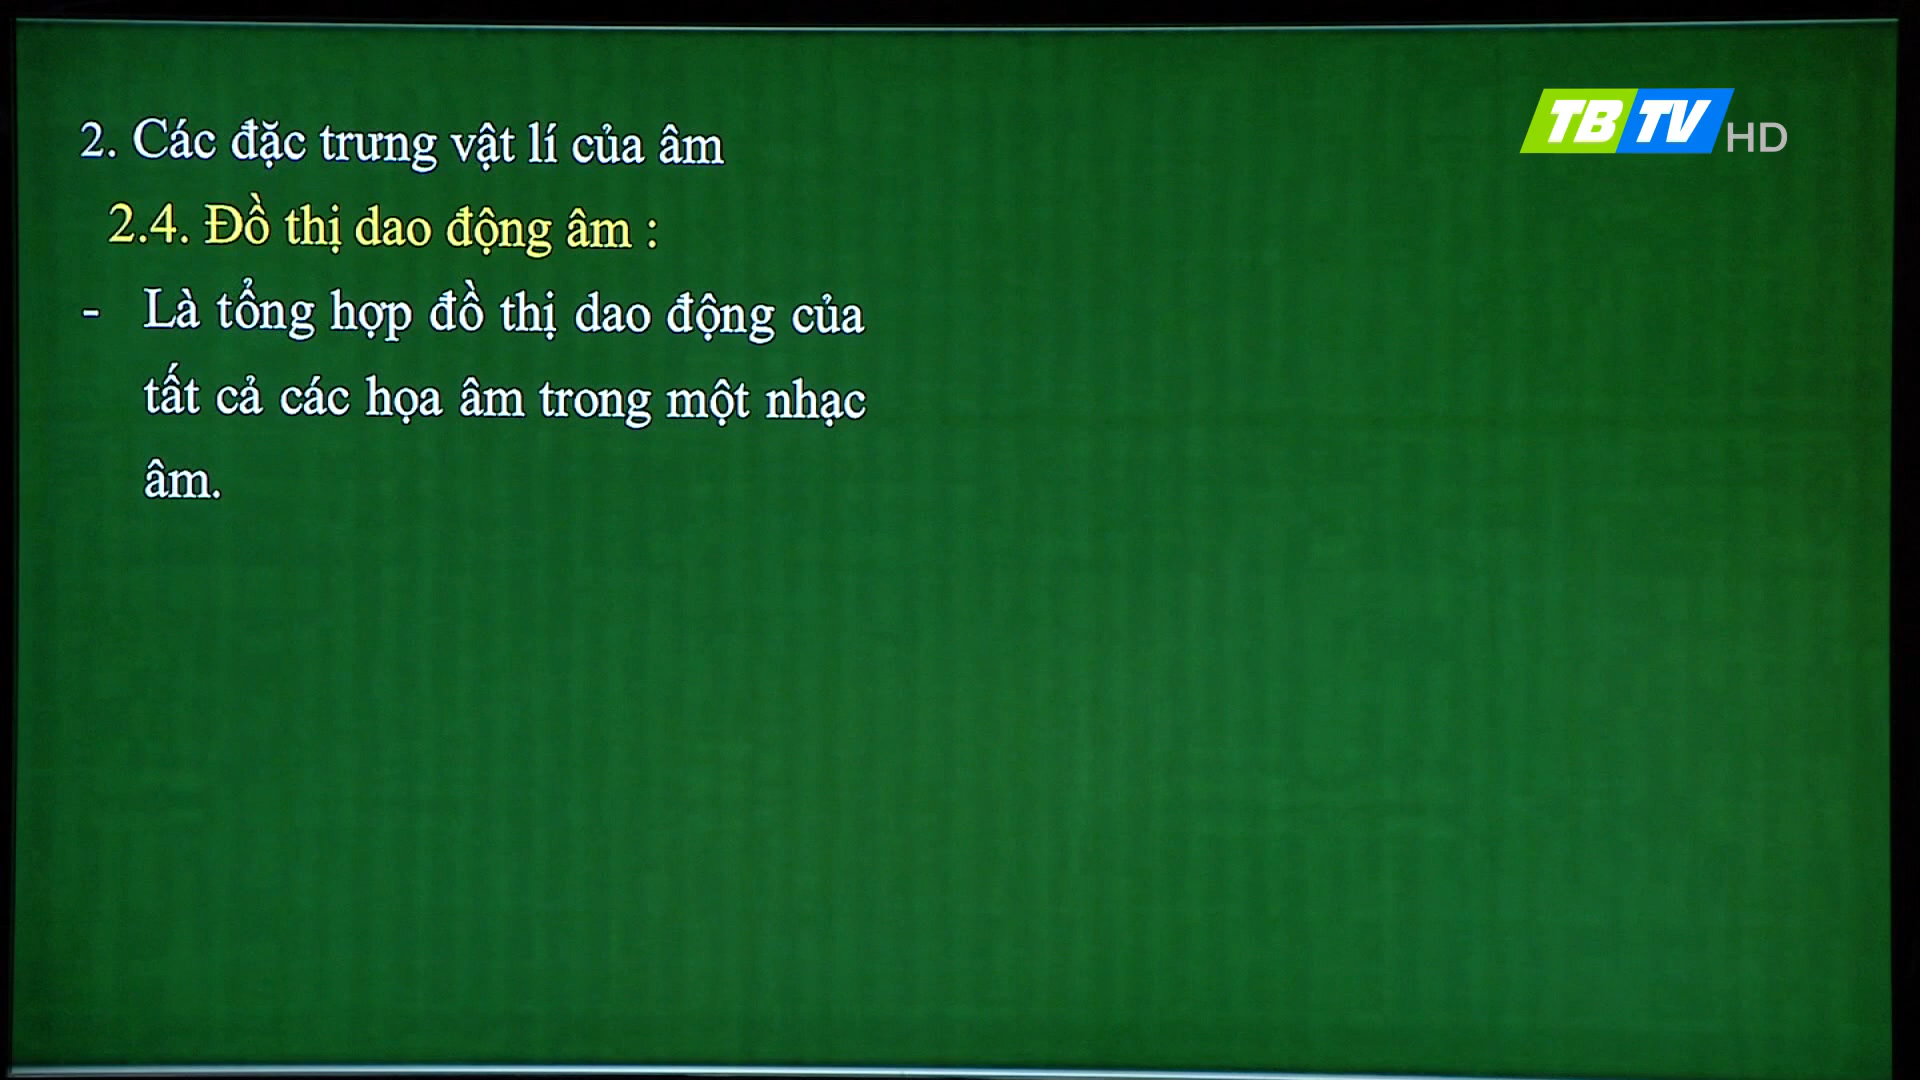 TBTV HD
2. Các đặc trưng vật lí của âm
2.4. Đồ thị dao động âm :
- Là tổng hợp đồ thị dao động của
tất cả các họa âm trong một nhạc
âm.